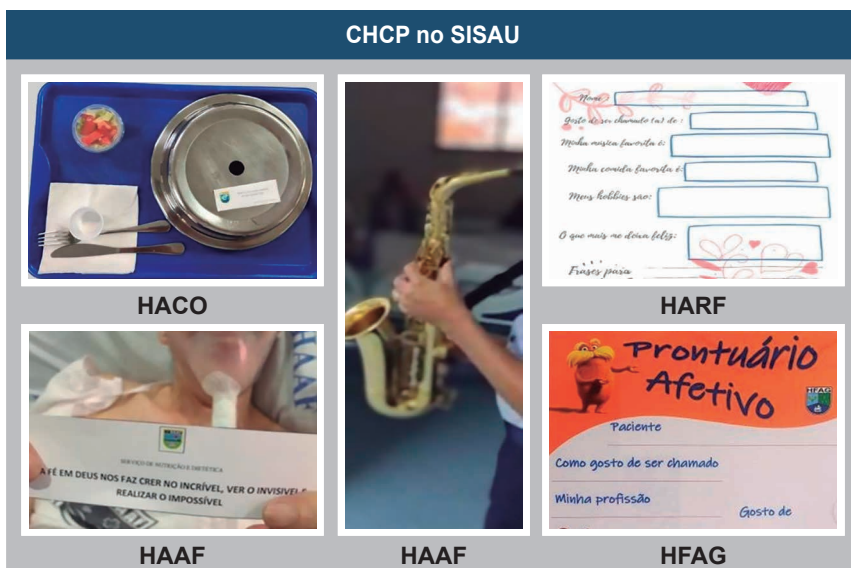 CHCP no SISAU
HACO
Nome:
Gosto de ser chamado (a) de :
Minha música favorita é:
Minha comida favorita é:
Meus hobbies são:
O que mais me deixa feliz:
Frases para
HARF
HAAF
SERVIÇO DE NUTRIÇÃO E DIETÉTICA
A FÉ EM DEUS NOS FAZ CRER NO INCRÍVEL, VER O INVISIVEL E
REALIZAR O IMPOSSÍVEL
HAAF
HAAF
Prontuário
Afetivo
HFAG
Paciente
Como gosto de ser chamado
Minha profissão
Gosto de
HFAG